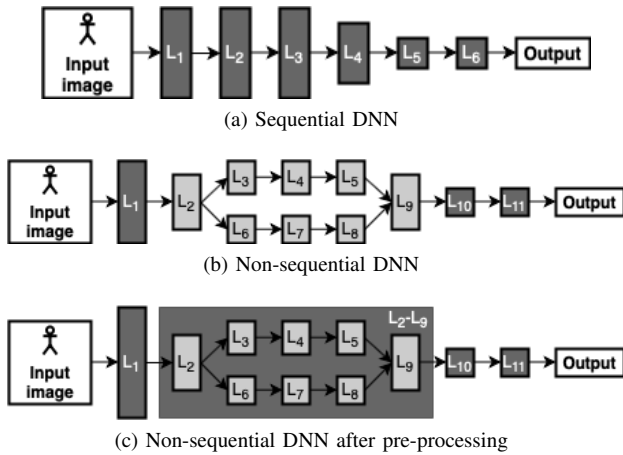 Input
image
L1
L2
L3
L4
L5
L6
Output
(a) Sequential DNN
Input
image
L1
L2
L3
L4
L5
L6
L7
L8
L9
L10
L11
Output
(b) Non-sequential DNN
L2-L9
Input
image
L1
L2
L3
L4
L5
L6
L7
L8
L9
L10
L11
Output
(c) Non-sequential DNN after pre-processing